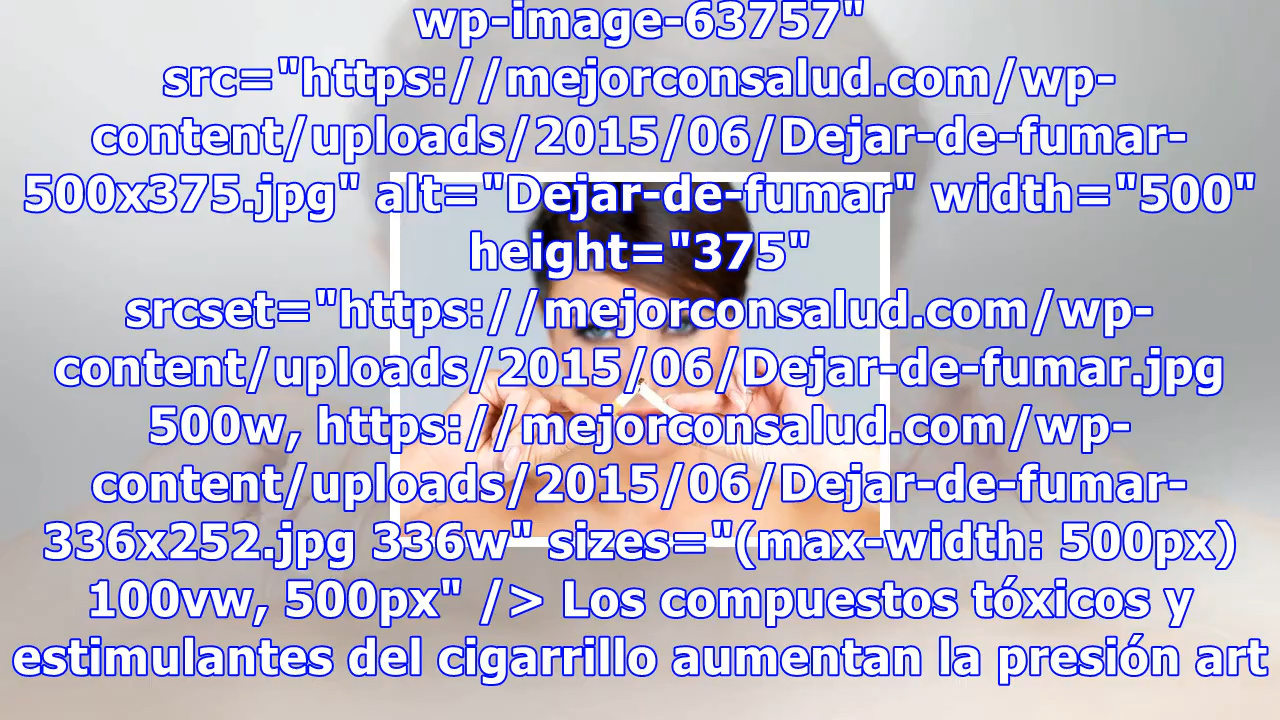 wp-image-63757"
src="https://mejorconsalud.com/wp-
content/uploads/2015/06/Dejar-de-fumar-
500x375.jpg" alt="Dejar-de-fumar" width="500"
height="375"
srcset="https://mejorconsalud.com/wp-
content/uploads/2015/06/Dejar-de-fumar.jpg
500w, https://mejorconsalud.com/wp-
content/uploads/2015/06/Dejar-de-fumar-
336x252.jpg 336w" sizes="(max-width: 500px)
100vw, 500px" /> Los compuestos tóxicos y
estimulantes del cigarrillo aumentan la presión art